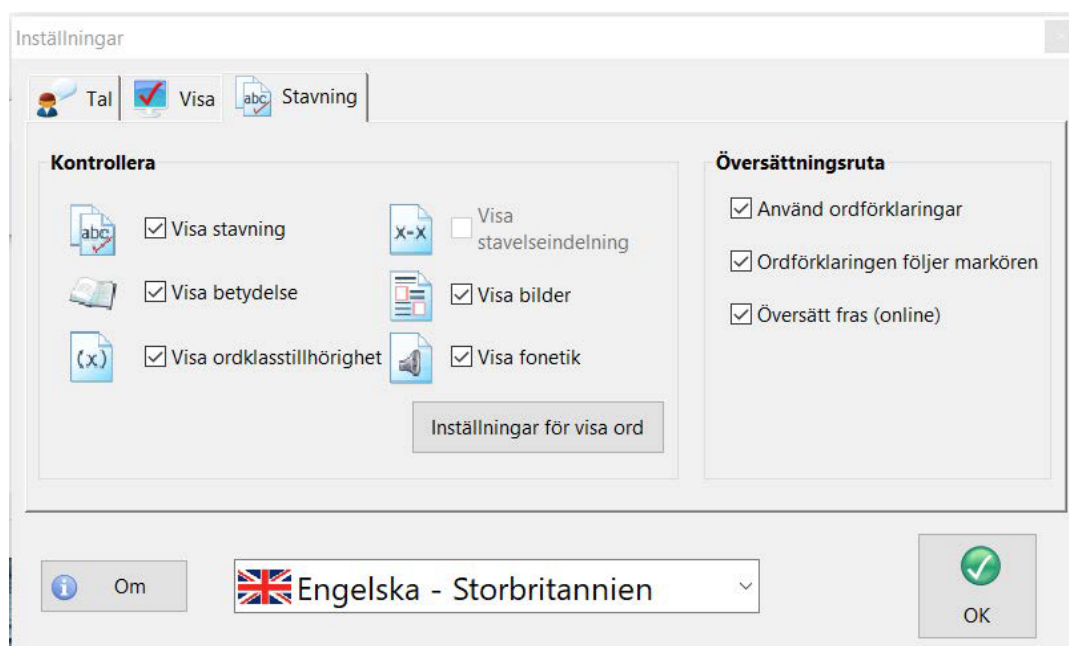 Inställningar
Tal
Visa
abc
Stavning
Kontrollera
abc
Visa stavning
x-x
Visa
stavelseindelning
Visa betydelse
Visa bilder
(x)
Visa ordklasstillhörighet
Visa fonetik
Inställningar för visa ord
Översättningsruta
Använd ordförklaringar
Ordförklaringen följer markören
Översätt fras (online)
Om
Engelska - Storbritannien
OK